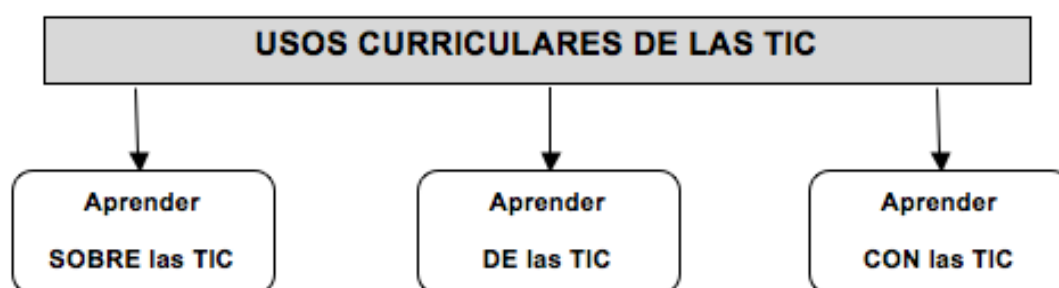 USOS CURRICULARES DE LAS TIC
Aprender
SOBRE las TIC
Aprender
DE las TIC
Aprender
CON las TIC